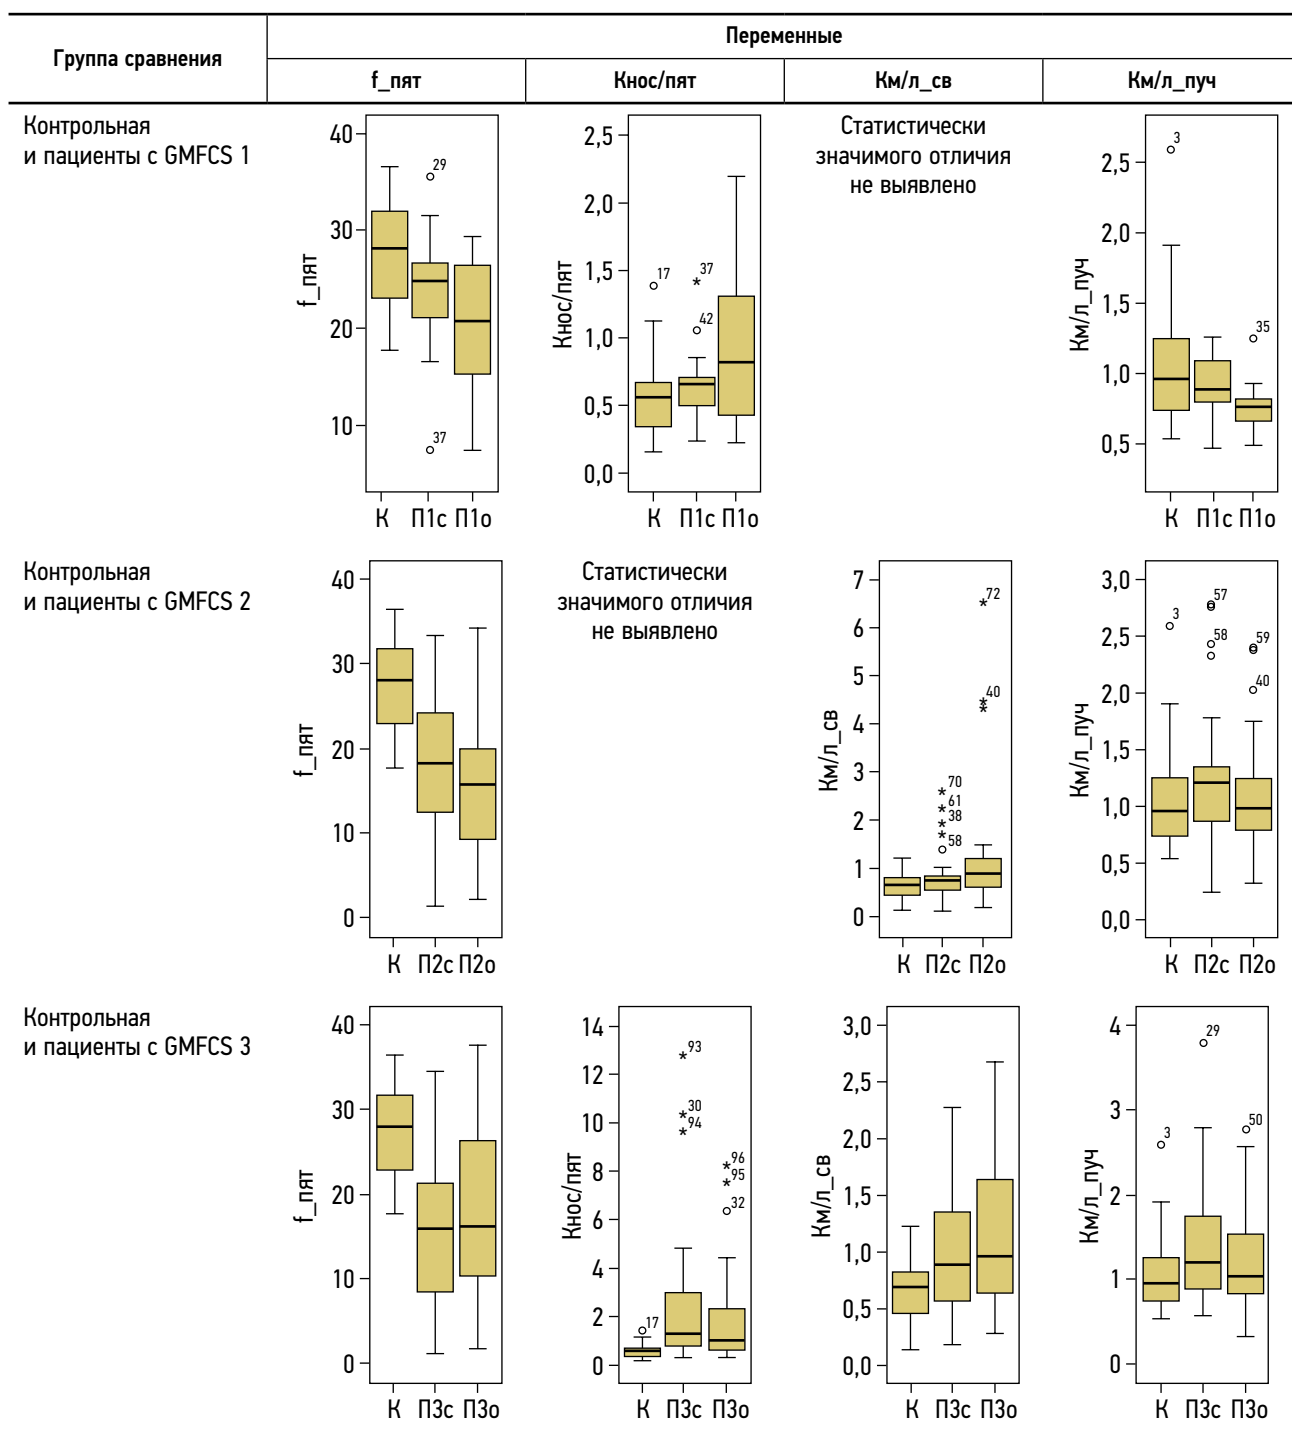 Группа сравнения
Переменные
f_пят
Кнос/пят
Км/л_св
Км/л_пуч
Контрольная
и пациенты с GMFCS 1
f_пят
40
30
20
10
29
37
К П1с П1о
Кнос/пят
2,5
2,0
1,5
1,0
0,5
0,0
17
* 37
42
К П1с П1о
Статистически
значимого отличия
не выявлено
Км/л_пуч
2,5
2,0
1,5
1,0
0,5
3
35
К П1с П1о
Контрольная
и пациенты с GMFCS 2
f_пят
40
30
20
10
0
К П2с П2о
Статистически
значимого отличия
не выявлено
Км/л_св
7
6
5
4
3
2
1
0
* 70
* 61
* 38
*
58
* 72
* 40
*
К П2с П2о
Км/л_пуч
3,0
2,5
2,0
1,5
1,0
0,5
0,0
3
57
58
59
40
К П2с П2о
Контрольная
и пациенты с GMFCS 3
f_пят
40
30
20
10
0
К П3с П3о
Кнос/пят
14
12
10
8
6
4
2
0
17
* 93
* 30
* 94
* 96
* 95
32
К П3с П3о
Км/л_св
3,0
2,5
2,0
1,5
1,0
0,5
0,0
К П3с П3о
Км/л_пуч
4
3
2
1
0
3
29
50
К П3с П3о